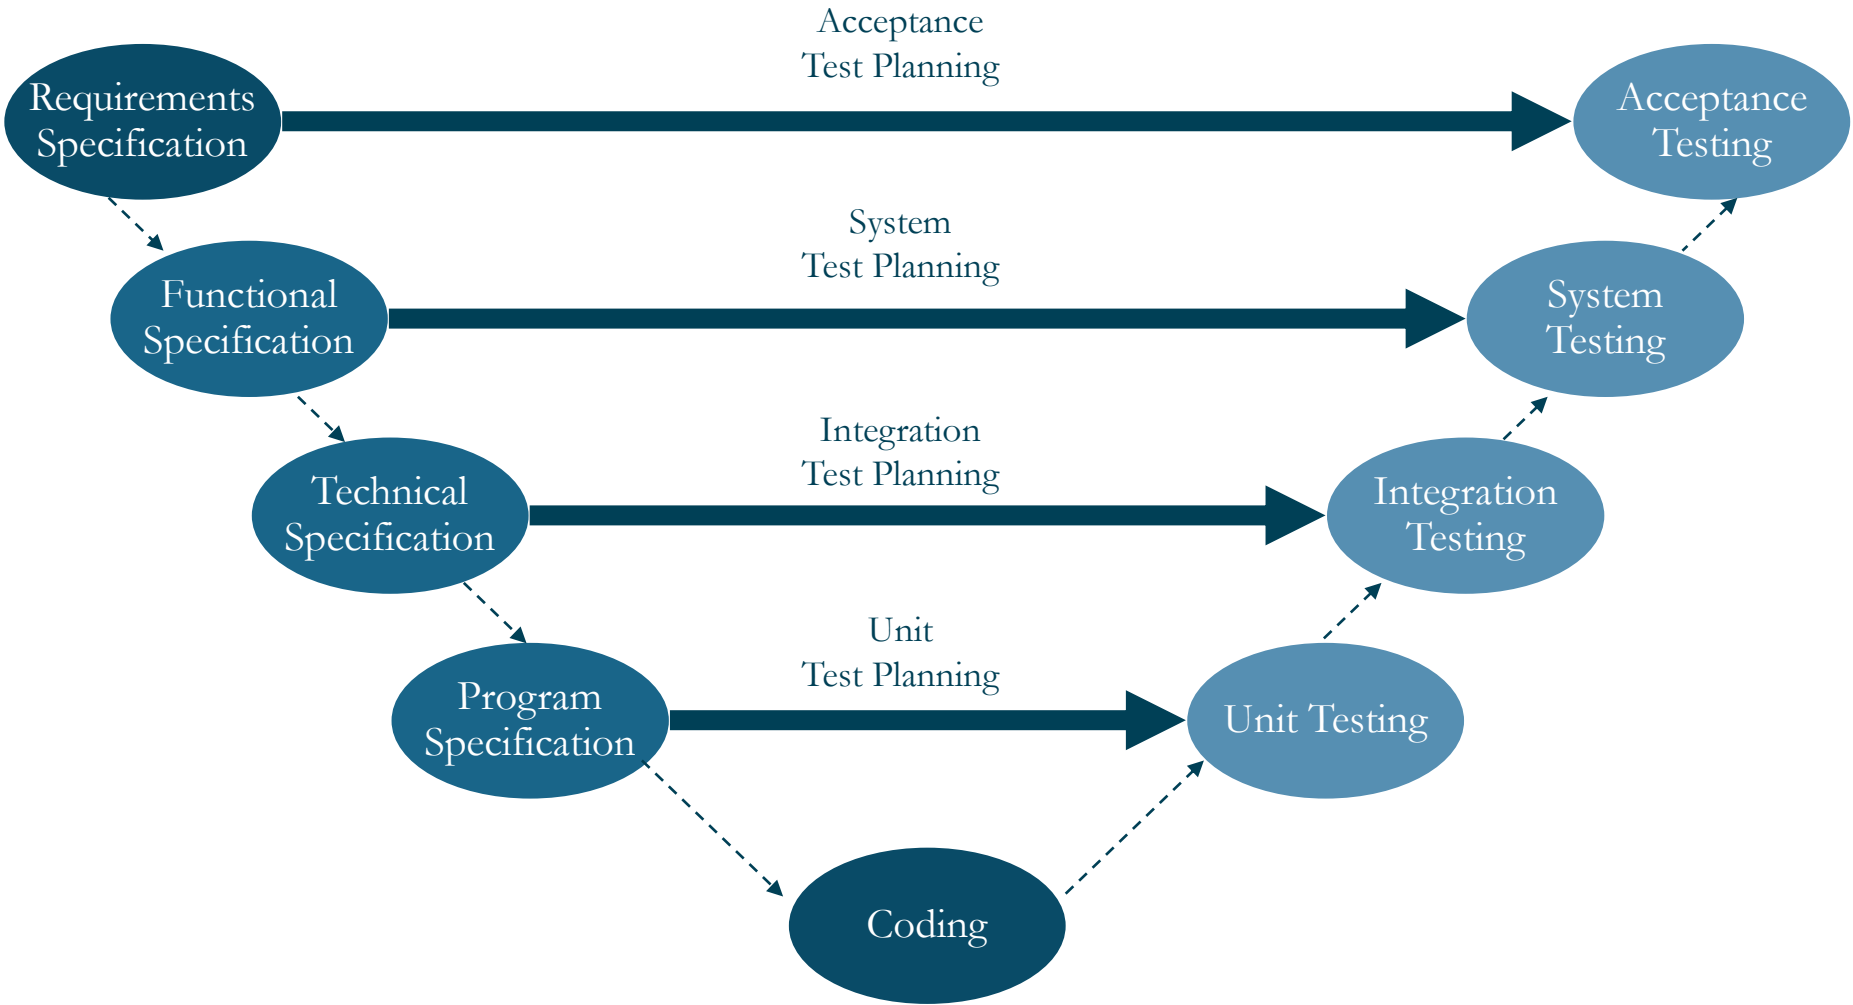 Acceptance
Test Planning
Requirements
Specification
Acceptance
Testing
System
Test Planning
Functional
Specification
System
Testing
Integration
Test Planning
Technical
Specification
Integration
Testing
Unit
Test Planning
Program
Specification
Unit Testing
Coding